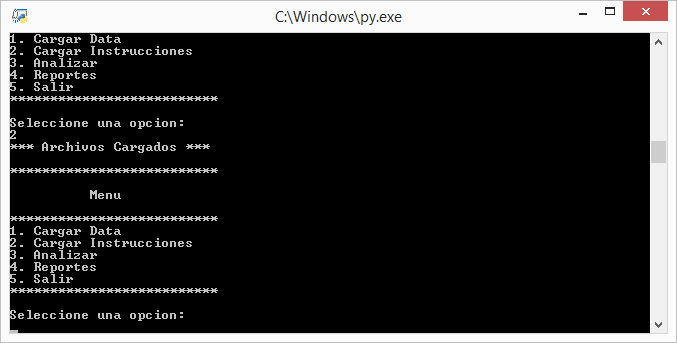 C:\Windows\py.exe
1. Cargar Data
2. Cargar Instrucciones
3. Analizar
4. Reportes
5. Salir
**************************
Seleccione una opcion:
2
*** Archivos Cargados ***
**************************
Menu
**************************
1. Cargar Data
2. Cargar Instrucciones
3. Analizar
4. Reportes
5. Salir
**************************
Seleccione una opcion: